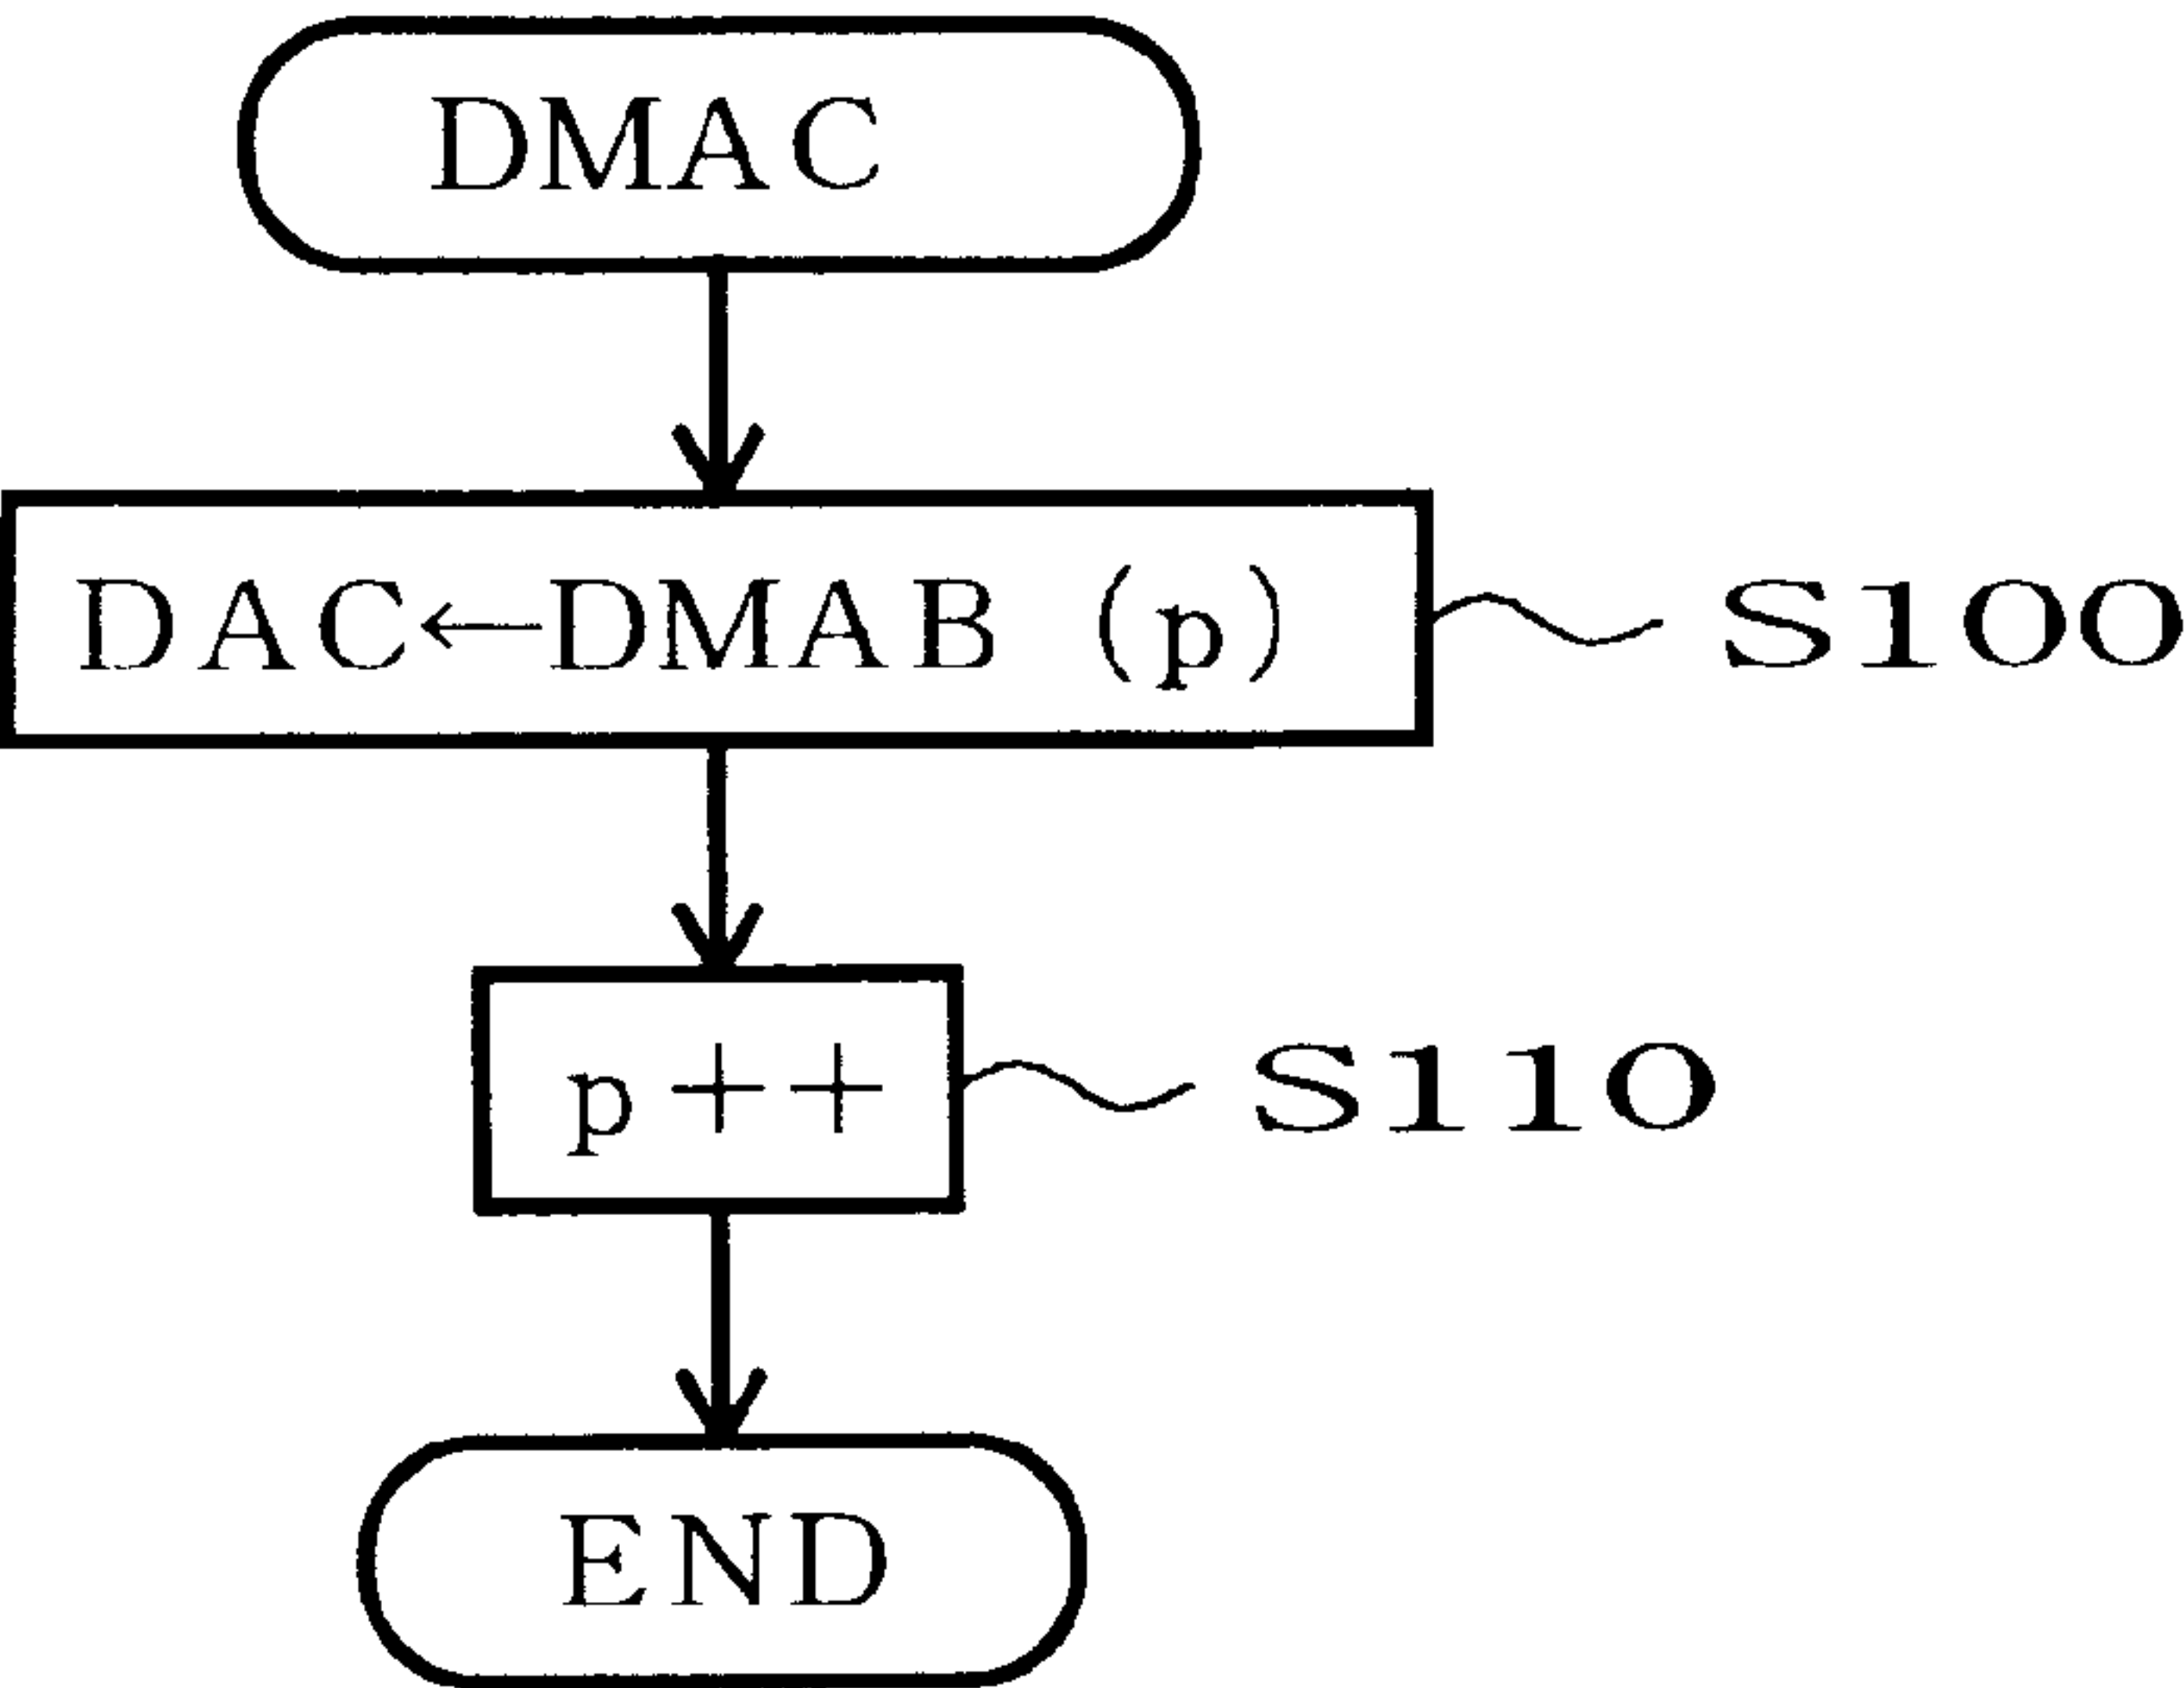 DMAC
DAC←DMAB (p)
S100
p++
S110
END